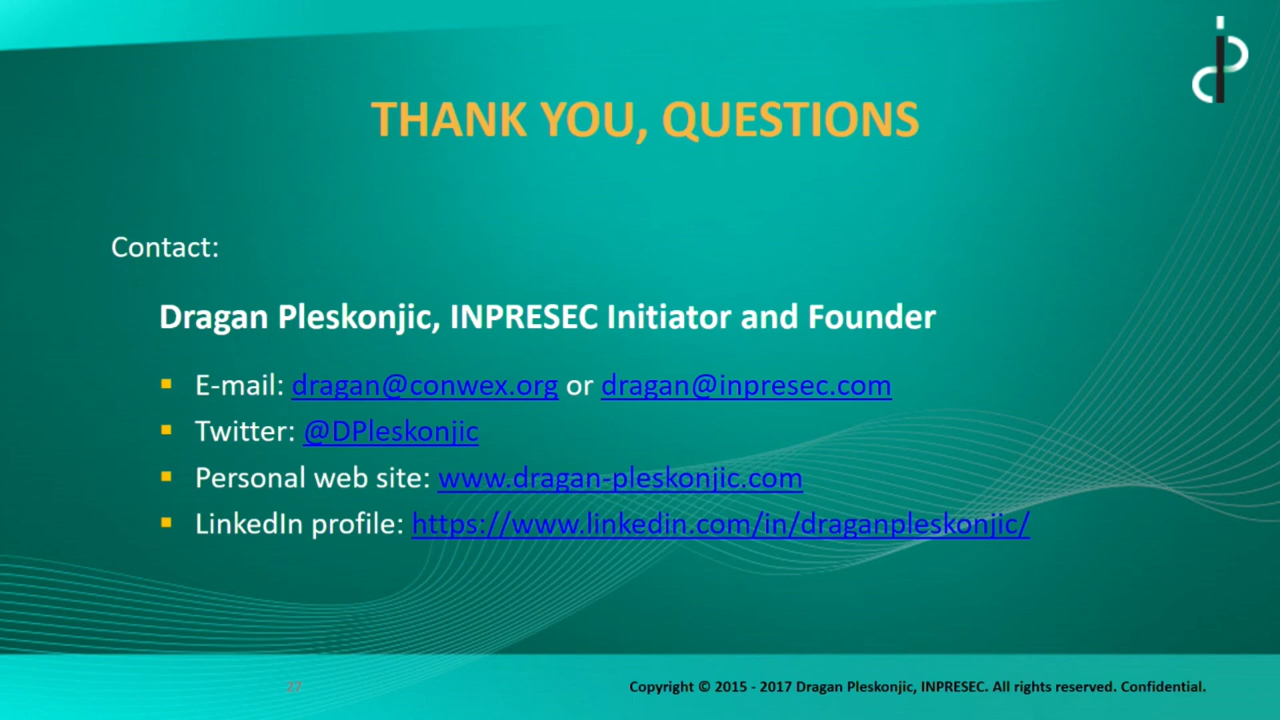 THANK YOU, QUESTIONS
Contact:
Dragan Pleskonjic, INPRESEC Initiator and Founder
▪ E-mail: dragan@conwex.org or dragan@inpresec.com
▪ Twitter: @DPleskonjic
▪ Personal web site: www.dragan-pleskonjic.com
▪ LinkedIn profile: https://www.linkedin.com/in/draganpleskonjic/
27
Copyright © 2015 - 2017 Dragan Pleskonjic, INPRESEC. All rights reserved. Confidential.